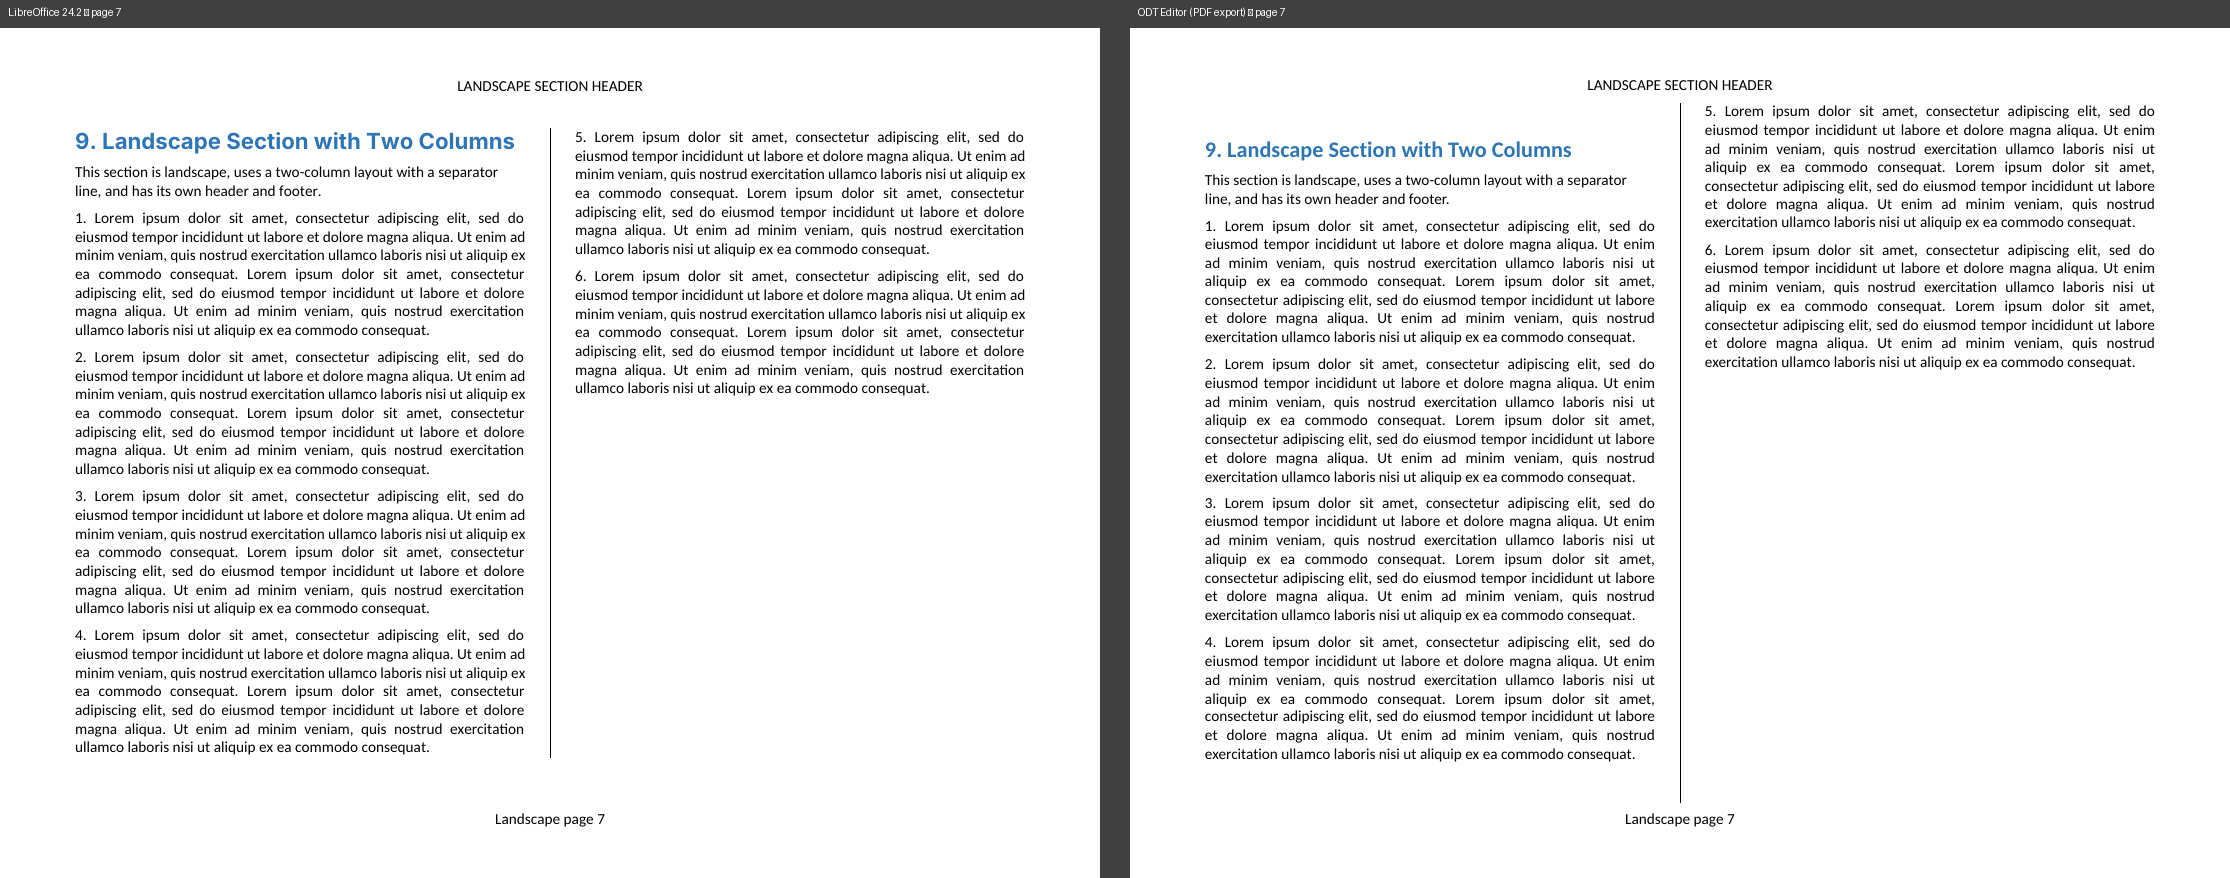 LibreOffice 24.2 page 7
LANDSCAPE SECTION HEADER
9. Landscape Section with Two Columns
This section is landscape, uses a two-column layout with a separator
line, and has its own header and footer.
1. Lorem ipsum dolor sit amet, consectetur adipiscing elit, sed do
eiusmod tempor incididunt ut labore et dolore magna aliqua. Ut enim ad
minim veniam, quis nostrud exercitation ullamco laboris nisi ut aliquip ex
ea commodo consequat. Lorem ipsum dolor sit amet, consectetur
adipiscing elit, sed do eiusmod tempor incididunt ut labore et dolore
magna aliqua. Ut enim ad minim veniam, quis nostrud exercitation
ullamco laboris nisi ut aliquip ex ea commodo consequat.
2. Lorem ipsum dolor sit amet, consectetur adipiscing elit, sed do
eiusmod tempor incididunt ut labore et dolore magna aliqua. Ut enim ad
minim veniam, quis nostrud exercitation ullamco laboris nisi ut aliquip ex
ea commodo consequat. Lorem ipsum dolor sit amet, consectetur
adipiscing elit, sed do eiusmod tempor incididunt ut labore et dolore
magna aliqua. Ut enim ad minim veniam, quis nostrud exercitation
ullamco laboris nisi ut aliquip ex ea commodo consequat.
3. Lorem ipsum dolor sit amet, consectetur adipiscing elit, sed do
eiusmod tempor incididunt ut labore et dolore magna aliqua. Ut enim ad
minim veniam, quis nostrud exercitation ullamco laboris nisi ut aliquip ex
ea commodo consequat. Lorem ipsum dolor sit amet, consectetur
adipiscing elit, sed do eiusmod tempor incididunt ut labore et dolore
magna aliqua. Ut enim ad minim veniam, quis nostrud exercitation
ullamco laboris nisi ut aliquip ex ea commodo consequat.
4. Lorem ipsum dolor sit amet, consectetur adipiscing elit, sed do
eiusmod tempor incididunt ut labore et dolore magna aliqua. Ut enim ad
minim veniam, quis nostrud exercitation ullamco laboris nisi ut aliquip ex
ea commodo consequat. Lorem ipsum dolor sit amet, consectetur
adipiscing elit, sed do eiusmod tempor incididunt ut labore et dolore
magna aliqua. Ut enim ad minim veniam, quis nostrud exercitation
ullamco laboris nisi ut aliquip ex ea commodo consequat.
5. Lorem ipsum dolor sit amet, consectetur adipiscing elit, sed do
eiusmod tempor incididunt ut labore et dolore magna aliqua. Ut enim ad
minim veniam, quis nostrud exercitation ullamco laboris nisi ut aliquip ex
ea commodo consequat. Lorem ipsum dolor sit amet, consectetur
adipiscing elit, sed do eiusmod tempor incididunt ut labore et dolore
magna aliqua. Ut enim ad minim veniam, quis nostrud exercitation
ullamco laboris nisi ut aliquip ex ea commodo consequat.
6. Lorem ipsum dolor sit amet, consectetur adipiscing elit, sed do
eiusmod tempor incididunt ut labore et dolore magna aliqua. Ut enim ad
minim veniam, quis nostrud exercitation ullamco laboris nisi ut aliquip ex
ea commodo consequat. Lorem ipsum dolor sit amet, consectetur
adipiscing elit, sed do eiusmod tempor incididunt ut labore et dolore
magna aliqua. Ut enim ad minim veniam, quis nostrud exercitation
ullamco laboris nisi ut aliquip ex ea commodo consequat.
Landscape page 7
ODT Editor (PDF export) page 7
LANDSCAPE SECTION HEADER
9. Landscape Section with Two Columns
This section is landscape, uses a two-column layout with a separator
line, and has its own header and footer.
1. Lorem ipsum dolor sit amet, consectetur adipiscing elit, sed do
eiusmod tempor incididunt ut labore et dolore magna aliqua. Ut enim
ad minim veniam, quis nostrud exercitation ullamco laboris nisi ut
aliquip ex ea commodo consequat. Lorem ipsum dolor sit amet,
consectetur adipiscing elit, sed do eiusmod tempor incididunt ut labore
et dolore magna aliqua. Ut enim ad minim veniam, quis nostrud
exercitation ullamco laboris nisi ut aliquip ex ea commodo consequat.
2. Lorem ipsum dolor sit amet, consectetur adipiscing elit, sed do
eiusmod tempor incididunt ut labore et dolore magna aliqua. Ut enim
ad minim veniam, quis nostrud exercitation ullamco laboris nisi ut
aliquip ex ea commodo consequat. Lorem ipsum dolor sit amet,
consectetur adipiscing elit, sed do eiusmod tempor incididunt ut labore
et dolore magna aliqua. Ut enim ad minim veniam, quis nostrud
exercitation ullamco laboris nisi ut aliquip ex ea commodo consequat.
3. Lorem ipsum dolor sit amet, consectetur adipiscing elit, sed do
eiusmod tempor incididunt ut labore et dolore magna aliqua. Ut enim
ad minim veniam, quis nostrud exercitation ullamco laboris nisi ut
aliquip ex ea commodo consequat. Lorem ipsum dolor sit amet,
consectetur adipiscing elit, sed do eiusmod tempor incididunt ut labore
et dolore magna aliqua. Ut enim ad minim veniam, quis nostrud
exercitation ullamco laboris nisi ut aliquip ex ea commodo consequat.
4. Lorem ipsum dolor sit amet, consectetur adipiscing elit, sed do
eiusmod tempor incididunt ut labore et dolore magna aliqua. Ut enim
ad minim veniam, quis nostrud exercitation ullamco laboris nisi ut
aliquip ex ea commodo consequat. Lorem ipsum dolor sit amet,
consectetur adipiscing elit, sed do eiusmod tempor incididunt ut labore
et dolore magna aliqua. Ut enim ad minim veniam, quis nostrud
exercitation ullamco laboris nisi ut aliquip ex ea commodo consequat.
5. Lorem ipsum dolor sit amet, consectetur adipiscing elit, sed do
eiusmod tempor incididunt ut labore et dolore magna aliqua. Ut enim
ad minim veniam, quis nostrud exercitation ullamco laboris nisi ut
aliquip ex ea commodo consequat. Lorem ipsum dolor sit amet,
consectetur adipiscing elit, sed do eiusmod tempor incididunt ut labore
et dolore magna aliqua. Ut enim ad minim veniam, quis nostrud
exercitation ullamco laboris nisi ut aliquip ex ea commodo consequat.
6. Lorem ipsum dolor sit amet, consectetur adipiscing elit, sed do
eiusmod tempor incididunt ut labore et dolore magna aliqua. Ut enim
ad minim veniam, quis nostrud exercitation ullamco laboris nisi ut
aliquip ex ea commodo consequat. Lorem ipsum dolor sit amet,
consectetur adipiscing elit, sed do eiusmod tempor incididunt ut labore
et dolore magna aliqua. Ut enim ad minim veniam, quis nostrud
exercitation ullamco laboris nisi ut aliquip ex ea commodo consequat.
Landscape page 7